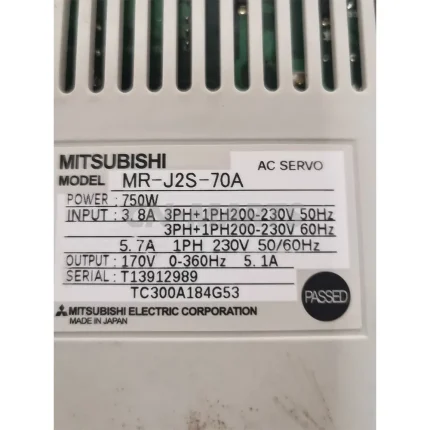 MITSUBISHI AC SERVO
MODEL MR-J2S-70A
POWER : 750W
INPUT : 3.8A 3PH+1PH200-230V 50Hz
3PH+1PH200-230V 60Hz
5.7A 1PH 230V 50/60Hz
OUTPUT : 170V 0-360Hz 5.1A
SERIAL : T13912989
TC300A184G53
PASSED
MITSUBISHI ELECTRIC CORPORATION
MADE IN JAPAN